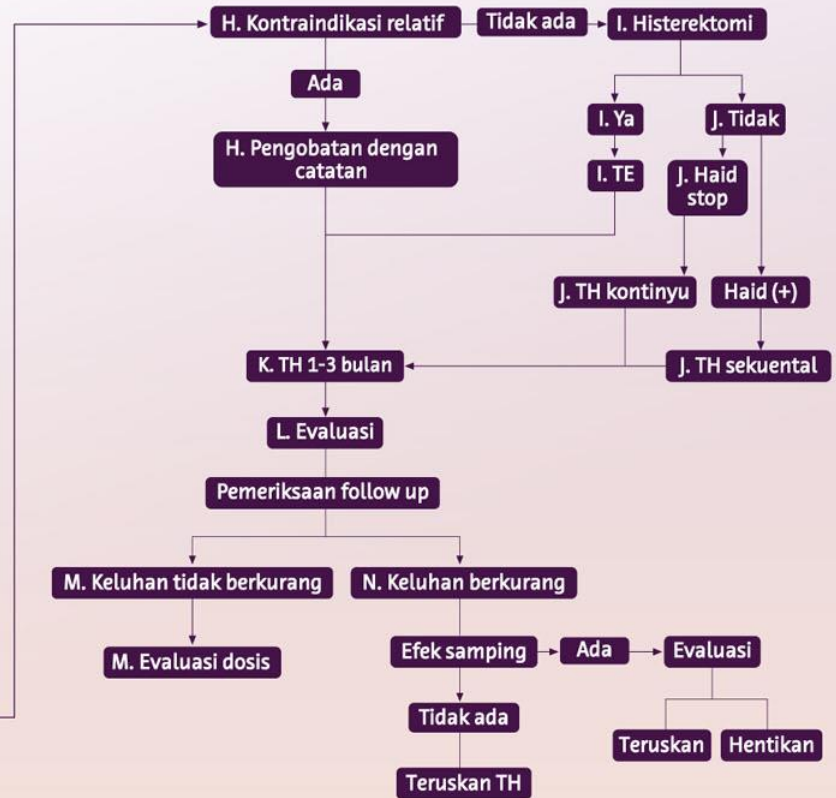 H. Kontraindikasi relatif
Tidak ada
I. Histerektomi
Ada
I. Ya
J. Tidak
H. Pengobatan dengan
catatan
I. TE
J. Haid
stop
J. TH kontinyu
Haid (+)
K. TH 1-3 bulan
J. TH sekuental
L. Evaluasi
Pemeriksaan follow up
M. Keluhan tidak berkurang
N. Keluhan berkurang
M. Evaluasi dosis
Efek samping
Ada
Evaluasi
Tidak ada
Teruskan
Hentikan
Teruskan TH